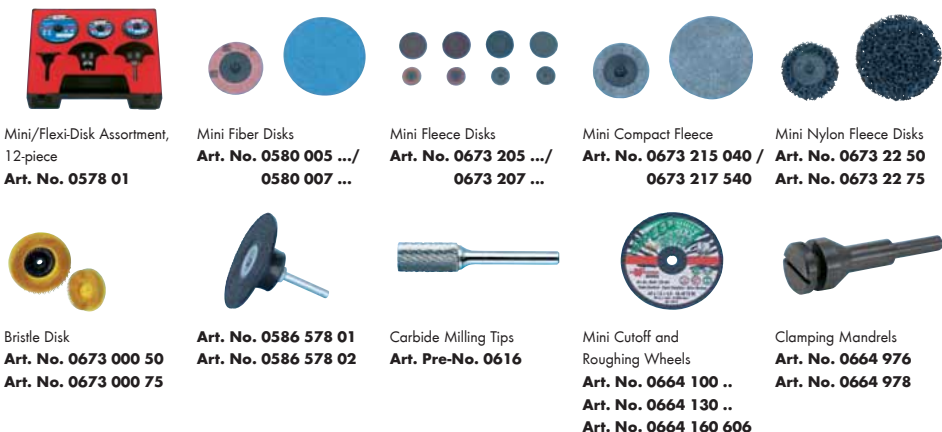 Mini/Flexi-Disk Assortment,
12-piece
Art. No. 0578 01
Mini Fiber Disks
Art. No. 0580 005 .../
0580 007 ...
Mini Fleece Disks
Art. No. 0673 205 .../
0673 207 ...
Mini Compact Fleece
Art. No. 0673 215 040 /
0673 217 540
Mini Nylon Fleece Disks
Art. No. 0673 22 50
Art. No. 0673 22 75
Bristle Disk
Art. No. 0673 000 50
Art. No. 0673 000 75
Art. No. 0586 578 01
Art. No. 0586 578 02
Carbide Milling Tips
Art. Pre-No. 0616
Mini Cutoff and
Roughing Wheels
Art. No. 0664 100 ..
Art. No. 0664 130 ..
Art. No. 0664 160 606
Clamping Mandrels
Art. No. 0664 976
Art. No. 0664 978